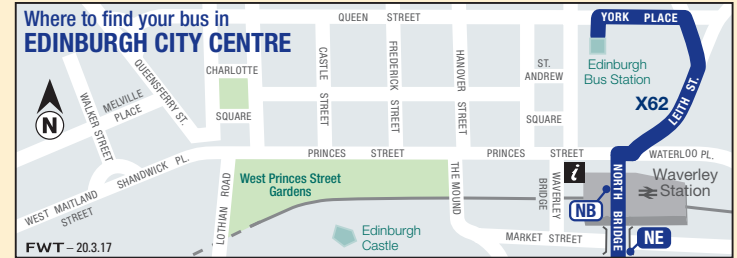 Where to find your bus in
EDINBURGH CITY CENTRE
QUEEN STREET
YORK PLACE
CHARLOTTE
SQUARE
CASTLE
STREET
FREDERICK
STREET
HANOVER
STREET
ST.
ANDREW
SQUARE
Edinburgh
Bus Station
X62
LEITH ST.
QUEENSFERRY ST.
MELVILLE
PLACE
WALKER STREET
N
PRINCES STREET
PRINCES STREET
WATERLOO PL.
SHANDWICK PL.
WEST MAITLAND
STREET
LOTHIAN ROAD
West Princes Street
Gardens
THE MOUND
WAVERLEY
BRIDGE
i
NORTH BRIDGE
Waverley
Station
NB
NE
Edinburgh
Castle
MARKET STREET
FWT – 20.3.17